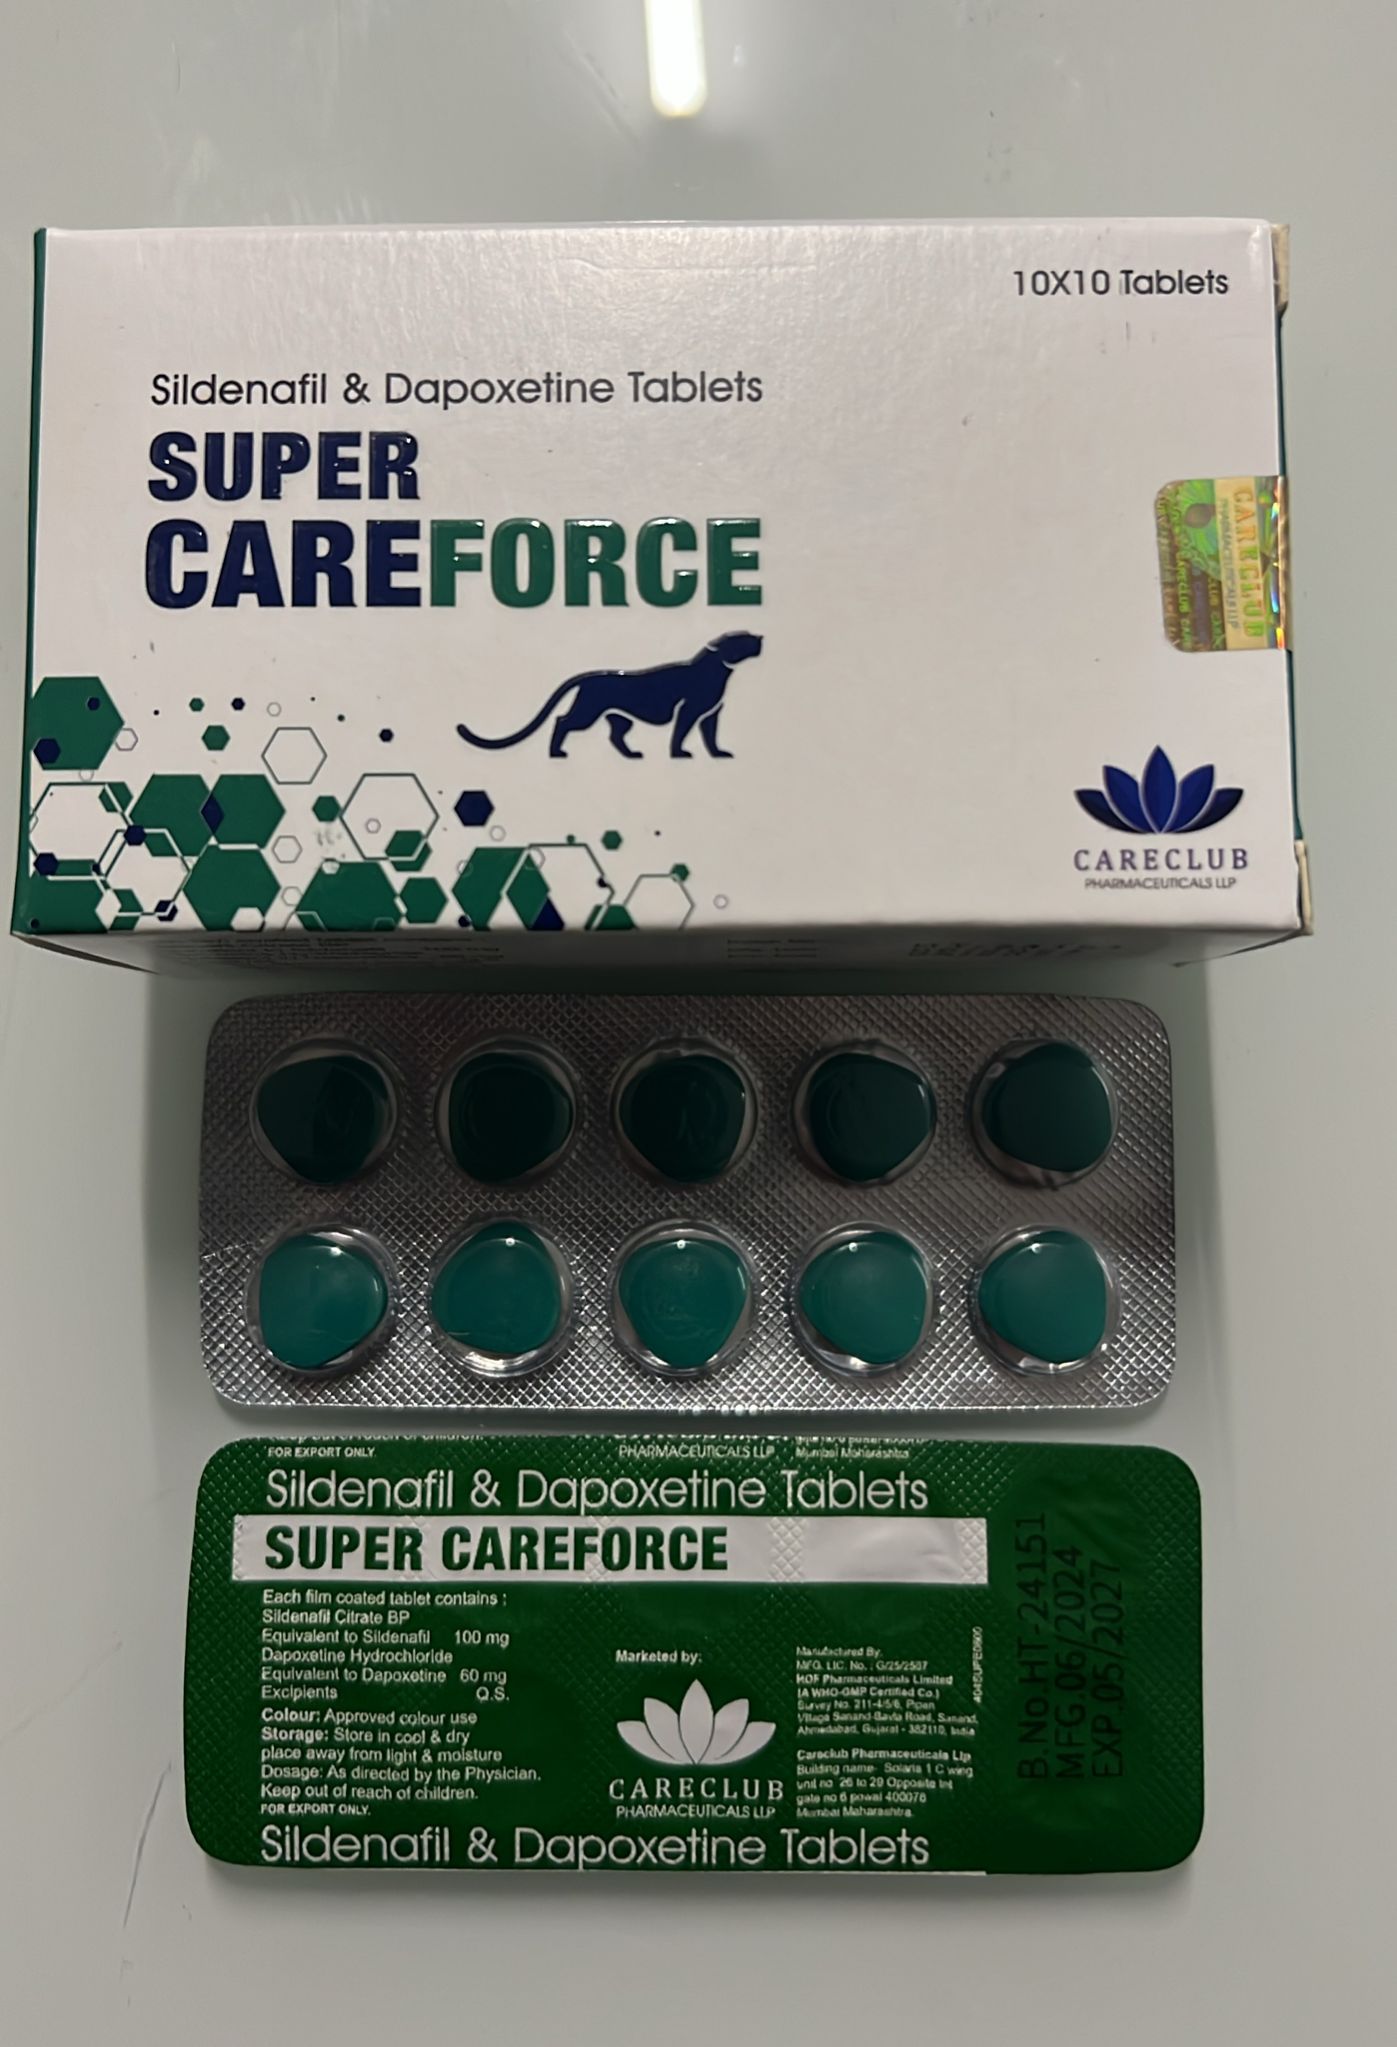 10X10 Tablets
Sildenafil & Dapoxetine Tablets
SUPER
CAREFORCE
CARECLUB
PHARMACEUTICALS LLP
CARECLUB
PHARMACEUTICALS LLP
FOR EXPORT ONLY.
PHARMACEUTICALS LLP
Mumbai Maharashtra
Sildenafil & Dapoxetine Tablets
SUPER CAREFORCE
Each film coated tablet contains :
Sildenafil Citrate BP
Equivalent to Sildenafil 100 mg
Dapoxetine Hydrochloride
Equivalent to Dapoxetine 60 mg
Excipients Q.S.
Colour: Approved colour use
Storage: Store in cool & dry
place away from light & moisture
Dosage: As directed by the Physician.
Keep out of reach of children.
FOR EXPORT ONLY.
Marketed by:
CARECLUB
PHARMACEUTICALS LLP
Manufactured By.
MFG. LIC. No. : G/25/2507
HOF Pharmaceuticals Limited
(A WHO-GMP Certified Co.)
Survey No. 211-4/5/6, Pipan,
Village Sanand-Bavla Road, Sanand,
Ahmedabad, Gujarat - 382110, India
Careclub Pharmaceuticals Llp
Building name- Solaris 1 C wing
unit no 26 to 29 Opposite lnt
gate no 6 powai 400076
Mumbai Maharashtra.
B.No.HT-24151
MFG.06/2024
EXP.05/2027
Sildenafil & Dapoxetine Tablets